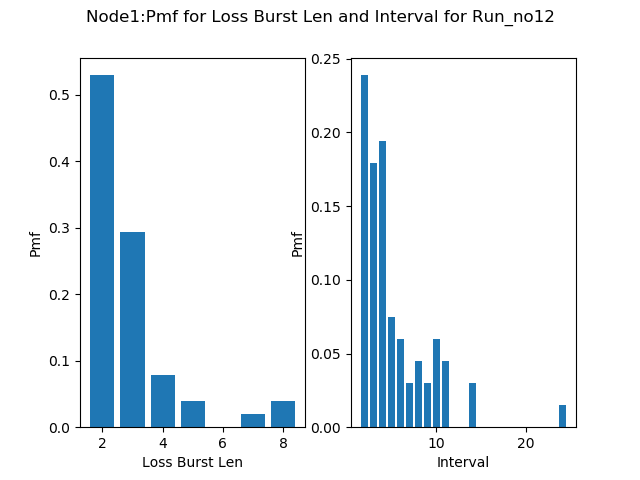 Node1:Pmf for Loss Burst Len and Interval for Run_no12
0.5
0.4
0.3
0.2
0.1
0.0
Pmf
2 4 6 8
Loss Burst Len
0.25
0.20
0.15
0.10
0.05
0.00
Pmf
10 20
Interval